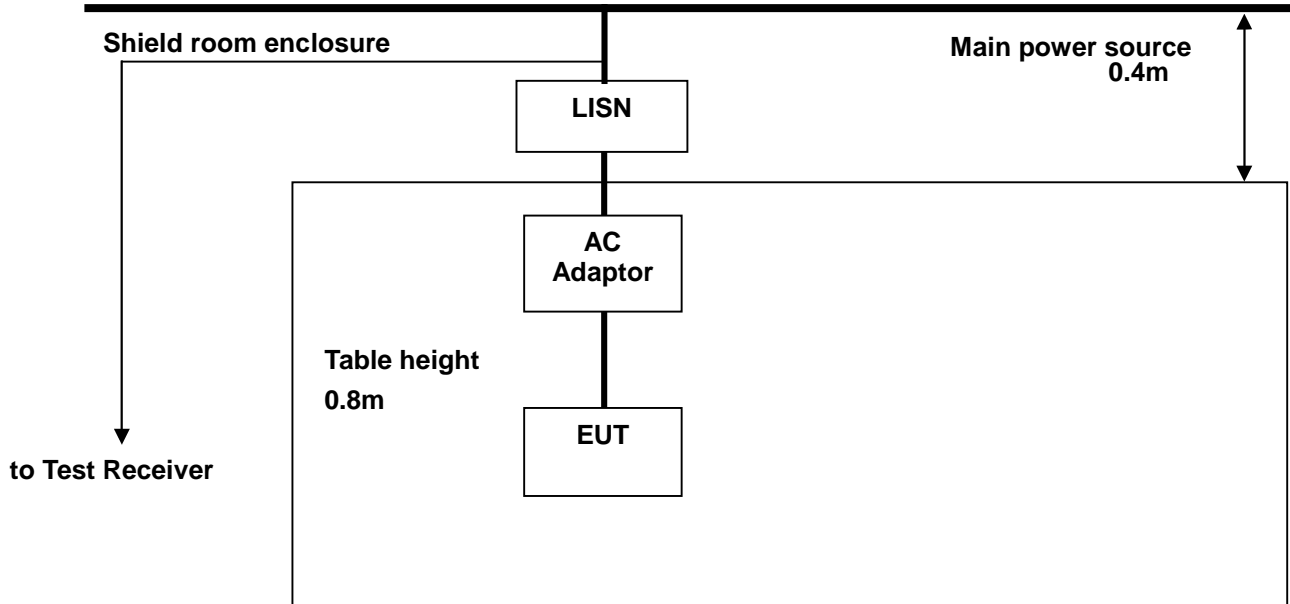 Shield room enclosure
Main power source
0.4m
LISN
AC
Adaptor
Table height
0.8m
EUT
to Test Receiver